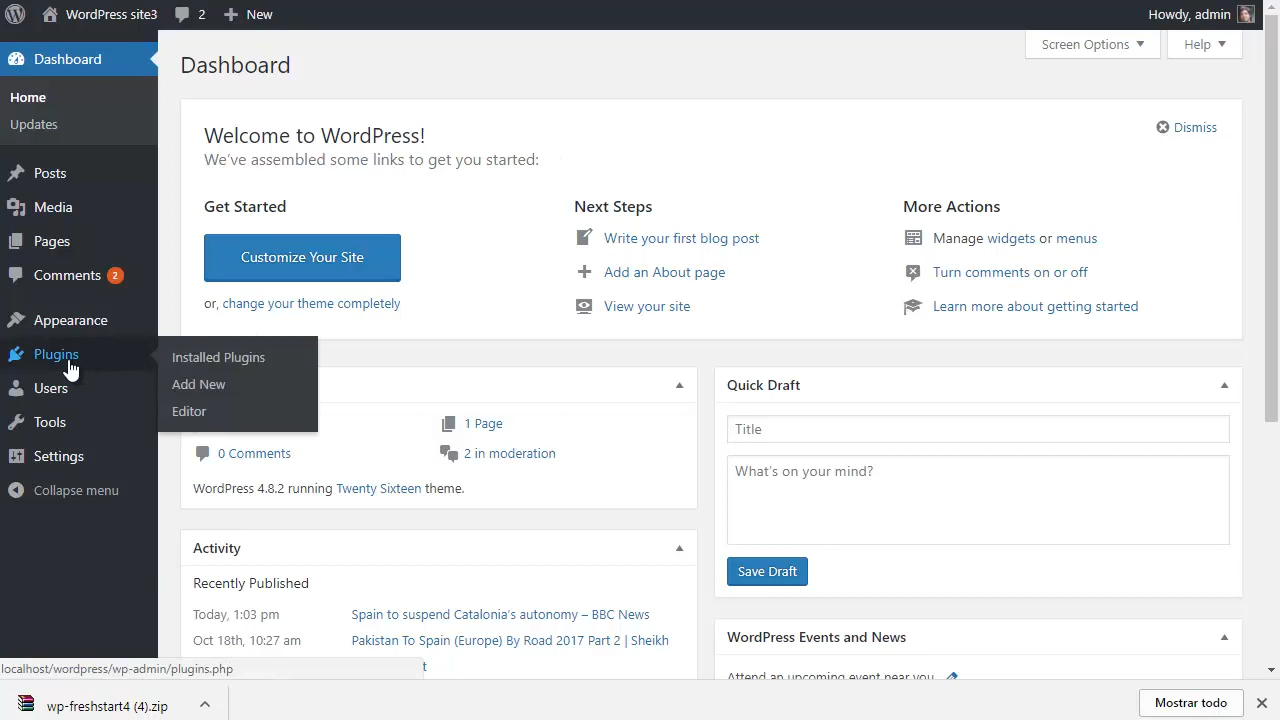 WordPress site3 2 New Howdy, admin
Screen Options Help
Dashboard
Home
Updates
Posts
Media
Pages
Comments 2
Appearance
Plugins
Users
Tools
Settings
Collapse menu
Installed Plugins
Add New
Editor
Dashboard
Welcome to WordPress!
We've assembled some links to get you started:
Dismiss
Get Started
Customize Your Site
or, change your theme completely
Next Steps
Write your first blog post
Add an About page
View your site
More Actions
Manage widgets or menus
Turn comments on or off
Learn more about getting started
1 Page
0 Comments
2 in moderation
WordPress 4.8.2 running Twenty Sixteen theme.
Activity
Recently Published
Today, 1:03 pm Spain to suspend Catalonia's autonomy – BBC News
Oct 18th, 10:27 am Pakistan To Spain (Europe) By Road 2017 Part 2 | Sheikh
Quick Draft
Title
What's on your mind?
Save Draft
WordPress Events and News
Attend an upcoming event near you.
localhost/wordpress/wp-admin/plugins.php
wp-freshstart4 (4).zip
Mostrar todo